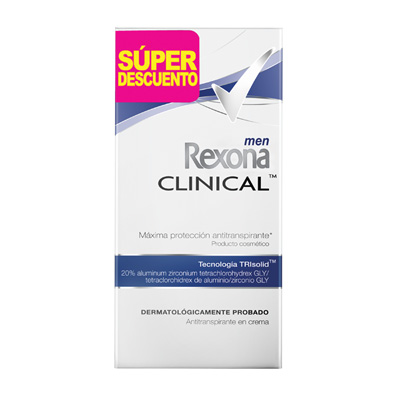 SÚPER
DESCUENTO
men
Rexona
CLINICAL™
Máxima protección antitranspirante*
Producto cosmético
Tecnología TRIsolid™
20% aluminum zirconium tetrachlorohydrex GLY/
tetraclorohidrex de aluminio/zirconio GLY
DERMATOLÓGICAMENTE PROBADO
Antitranspirante en crema